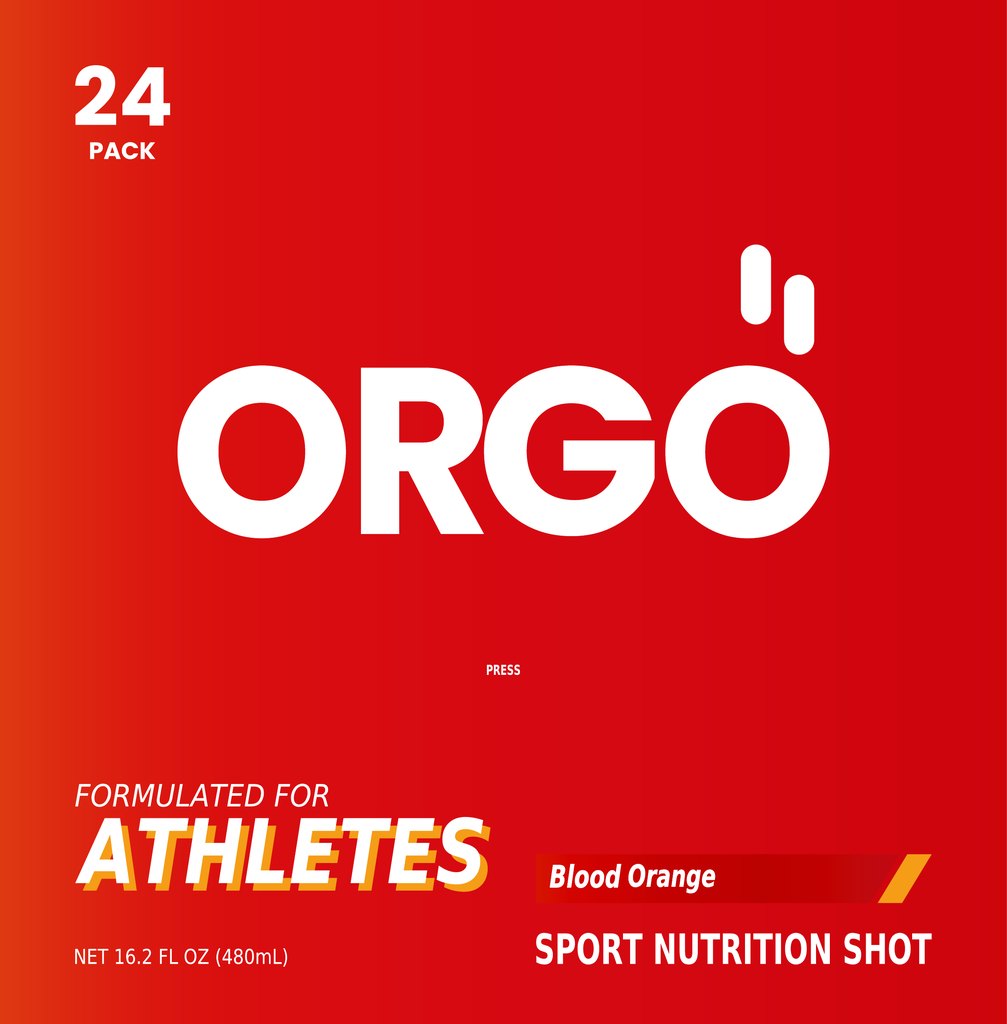 24
PACK
ORGO
PRESS
FORMULATED FOR
ATHLETES
Blood Orange
NET 16.2 FL OZ (480mL)
SPORT NUTRITION SHOT